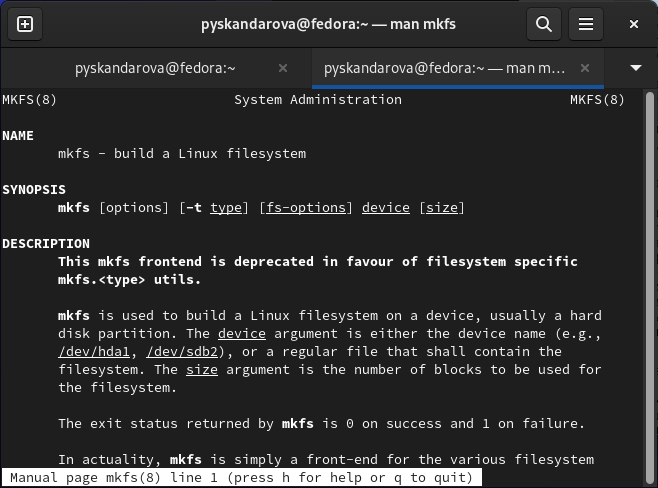 pyskandarova@fedora:~ — man mkfs
pyskandarova@fedora:~
pyskandarova@fedora:~ — man m…
MKFS(8) System Administration MKFS(8)
NAME
mkfs - build a Linux filesystem
SYNOPSIS
mkfs [options] [-t type] [fs-options] device [size]
DESCRIPTION
This mkfs frontend is deprecated in favour of filesystem specific
mkfs.<type> utils.
mkfs is used to build a Linux filesystem on a device, usually a hard
disk partition. The device argument is either the device name (e.g.,
/dev/hda1, /dev/sdb2), or a regular file that shall contain the
filesystem. The size argument is the number of blocks to be used for
the filesystem.
The exit status returned by mkfs is 0 on success and 1 on failure.
In actuality, mkfs is simply a front-end for the various filesystem
Manual page mkfs(8) line 1 (press h for help or q to quit)